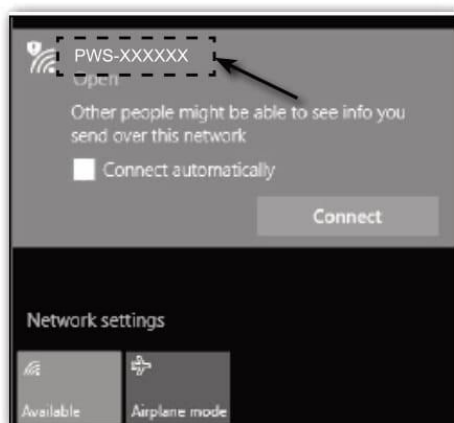 PWS-XXXXXX
Open
Other people might be able to see info you
send over this network
Connect automatically
Connect
Network settings
Available
Airplane mode